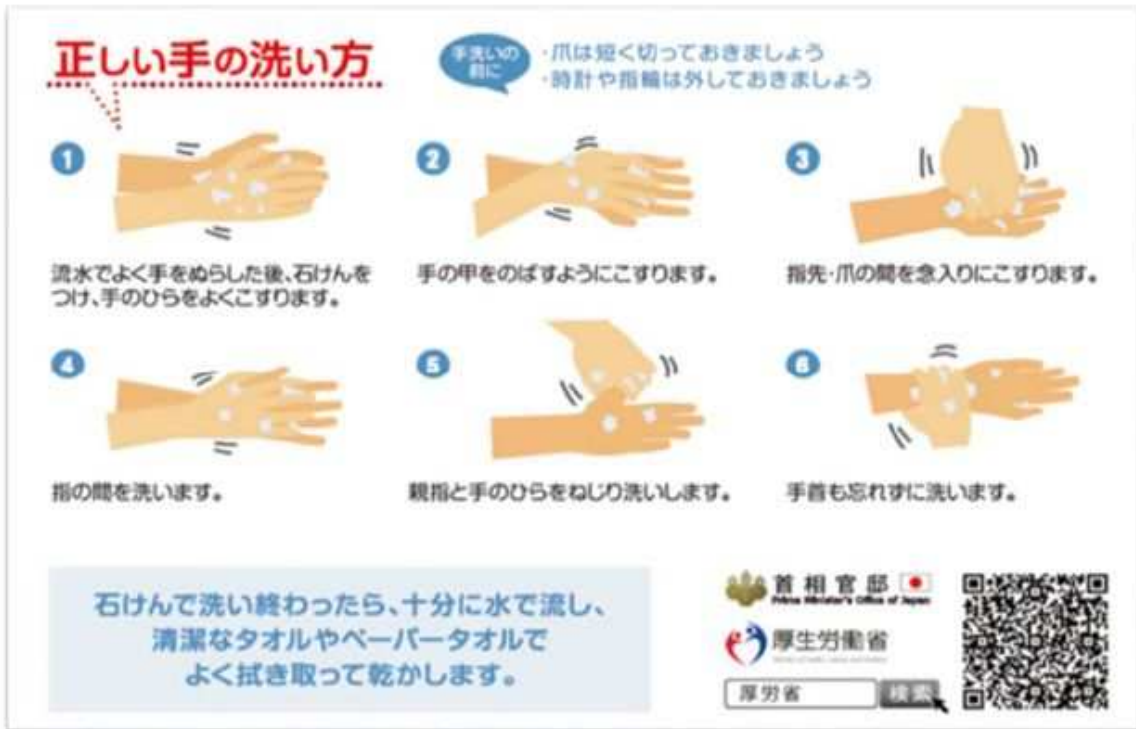 正しい手の洗い方
手洗いの
前に
・爪は短く切っておきましょう
・時計や指輪は外しておきましょう
1
流水でよく手をぬらした後、石けんを
つけ、手のひらをよくこすります。
2
手の甲をのばすようにこすります。
3
指先・爪の間を念入りにこすります。
4
指の間を洗います。
5
親指と手のひらをねじり洗いします。
6
手首も忘れずに洗います。
石けんで洗い終わったら、十分に水で流し、
清潔なタオルやペーパータオルで
よく拭き取って乾かします。
首相官邸
Prime Minister's Office of Japan
厚生労働省
厚労省 検索